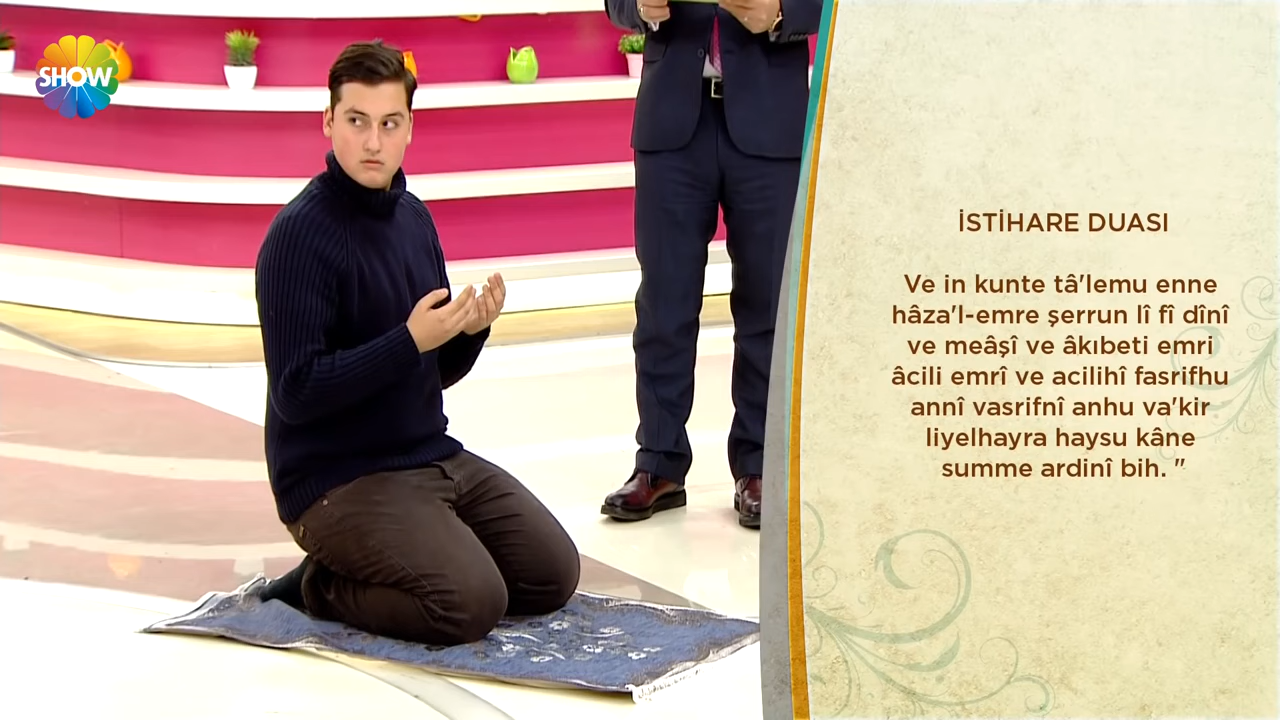 SHOW
İSTİHARE DUASI
Ve in kunte tâ'lemu enne
hâza'l-emre şerrun lî fî dînî
ve meâşî ve âkıbeti emri
âcili emrî ve acilihî fasrifhu
annî vasrifnî anhu va'kir
liyelhayra haysu kâne
summe ardinî bih. "